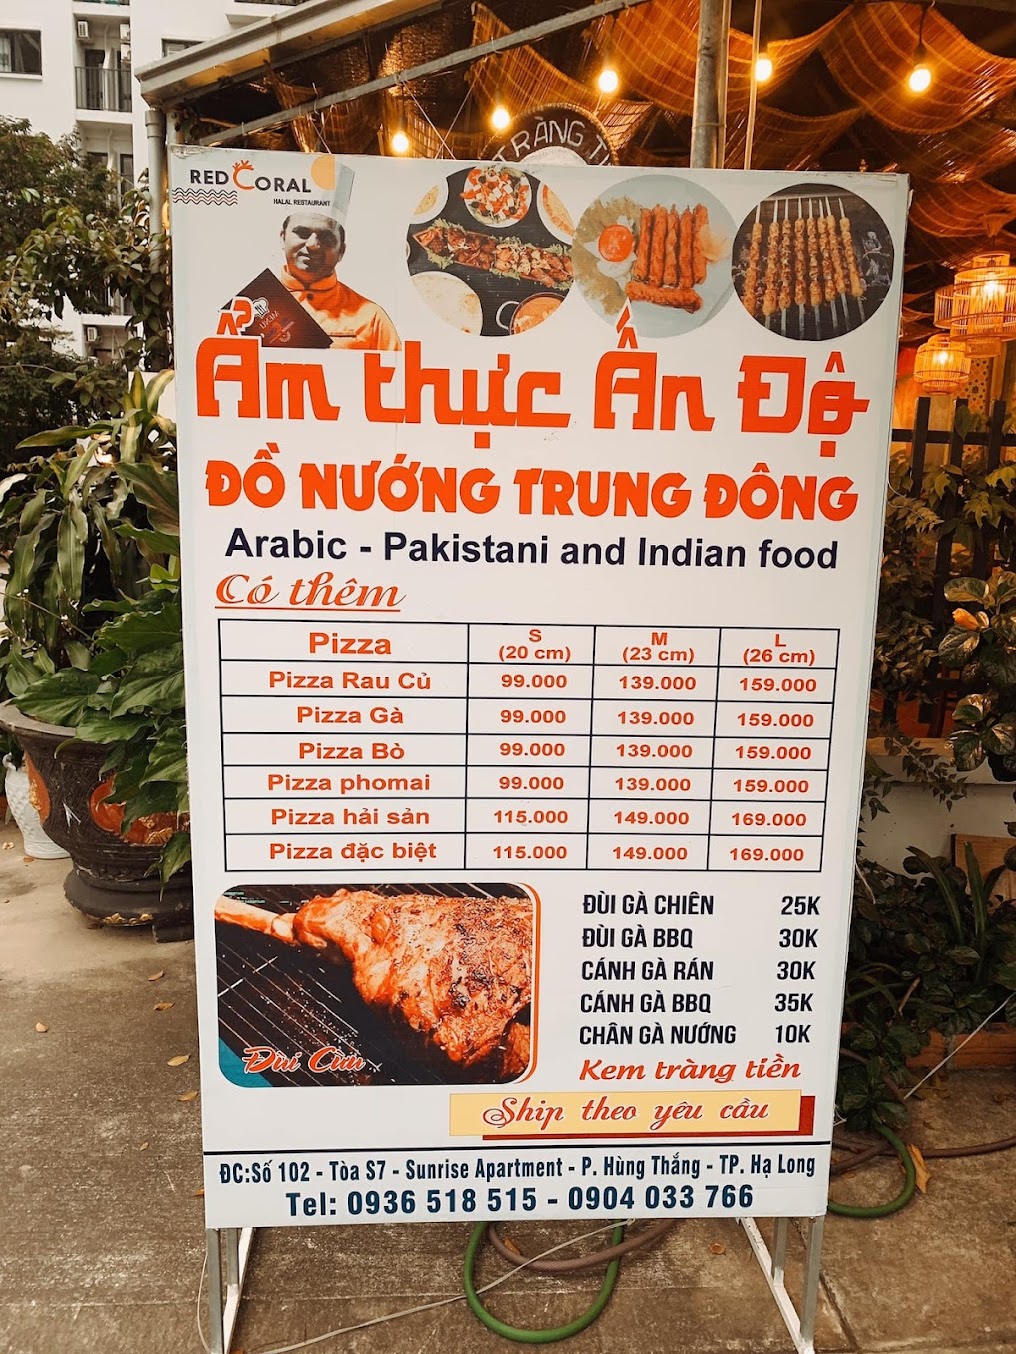 TRÀNG T
RED CORAL
HALAL RESTAURANT
MENU
Ẩm thực Ấn Độ
ĐỒ NƯỚNG TRUNG ĐÔNG
Arabic - Pakistani and Indian food
Có thêm
Pizza S (20 cm) M (23 cm) L (26 cm)
Pizza Rau Củ 99.000 139.000 159.000
Pizza Gà 99.000 139.000 159.000
Pizza Bò 99.000 139.000 159.000
Pizza phomai 99.000 139.000 159.000
Pizza hải sản 115.000 149.000 169.000
Pizza đặc biệt 115.000 149.000 169.000
ĐÙI GÀ CHIÊN 25K
ĐÙI GÀ BBQ 30K
CÁNH GÀ RÁN 30K
CÁNH GÀ BBQ 35K
CHÂN GÀ NƯỚNG 10K
Đùi Cừu
Kem tràng tiền
Ship theo yêu cầu
ĐC:Số 102 - Tòa S7 - Sunrise Apartment - P. Hùng Thắng - TP. Hạ Long
Tel: 0936 518 515 - 0904 033 766